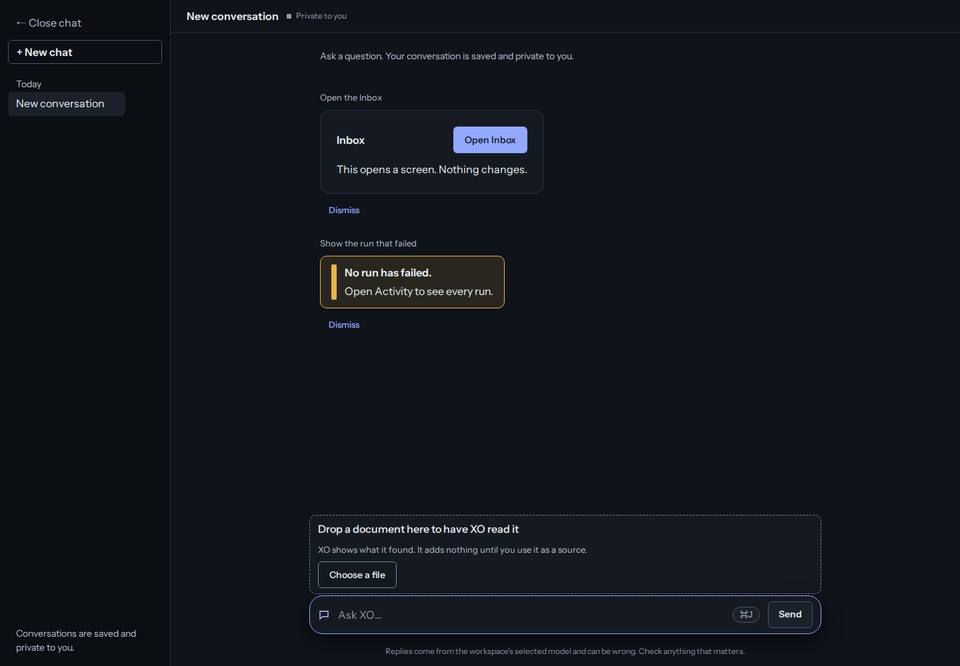 ← Close chat
+ New chat
Today
New conversation
Conversations are saved and
private to you.
New conversation
Private to you
Ask a question. Your conversation is saved and private to you.
Open the Inbox
Inbox
Open Inbox
This opens a screen. Nothing changes.
Dismiss
Show the run that failed
No run has failed.
Open Activity to see every run.
Dismiss
Drop a document here to have XO read it
XO shows what it found. It adds nothing until you use it as a source.
Choose a file
Ask XO...
⌘J
Send
Replies come from the workspace's selected model and can be wrong. Check anything that matters.